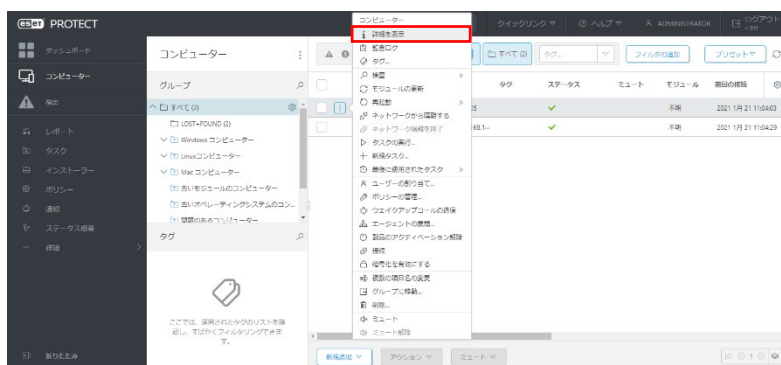 eset PROTECT
クイックリンク
ヘルプ
ADMINISTRATOR
ログアウト
ダッシュボード
コンピューター
検出
レポート
タスク
インストーラー
ポリシー
通知
ステータス概要
詳細
折りたたみ
コンピューター
グループ
すべて (2)
LOST+FOUND (2)
Windows コンピューター
Linuxコンピューター
Mac コンピューター
古いモジュールのコンピューター
古いオペレーティングシステムのコン...
問題のあるコンピューター
タグ
ここでは、適用されたタグのリストを確
認し、すばやくフィルタリングできま
す。
コンピューター
詳細を表示
監査ログ
タグ...
検査
モジュールの更新
再起動
ネットワークから隔離する
ネットワーク隔離を終了
タスクの実行...
新規タスク...
最後に使用されたタスク
ユーザーの割り当て...
ポリシーの管理...
ウェイクアップコールの送信
エージェントの展開...
製品のアクティベーション解除
接続
暗号化を有効にする
複数の項目名の変更
グループに移動...
削除...
ミュート
ミュート解除
すべて (2)
タグ...
フィルタの追加
プリセット
タグ
ステータス
ミュート
モジュール
前回の接続
不明
2021 1月 21 11:04:03
68.1...
不明
2021 1月 21 11:04:29
新規追加
アクション
ミュート
1